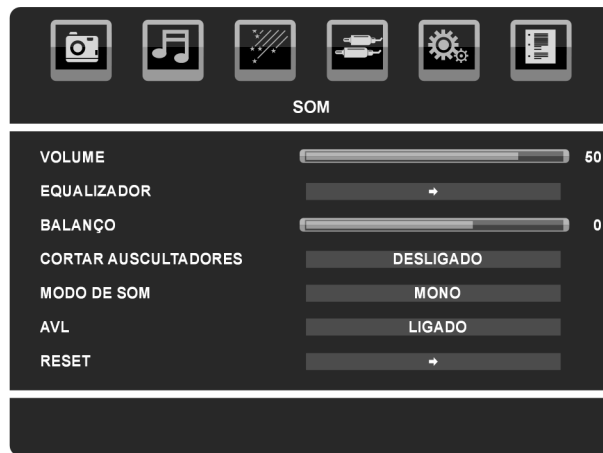 SOM
VOLUME 50
EQUALIZADOR
BALANÇO 0
CORTAR AUSCULTADORES DESLIGADO
MODO DE SOM MONO
AVL LIGADO
RESET